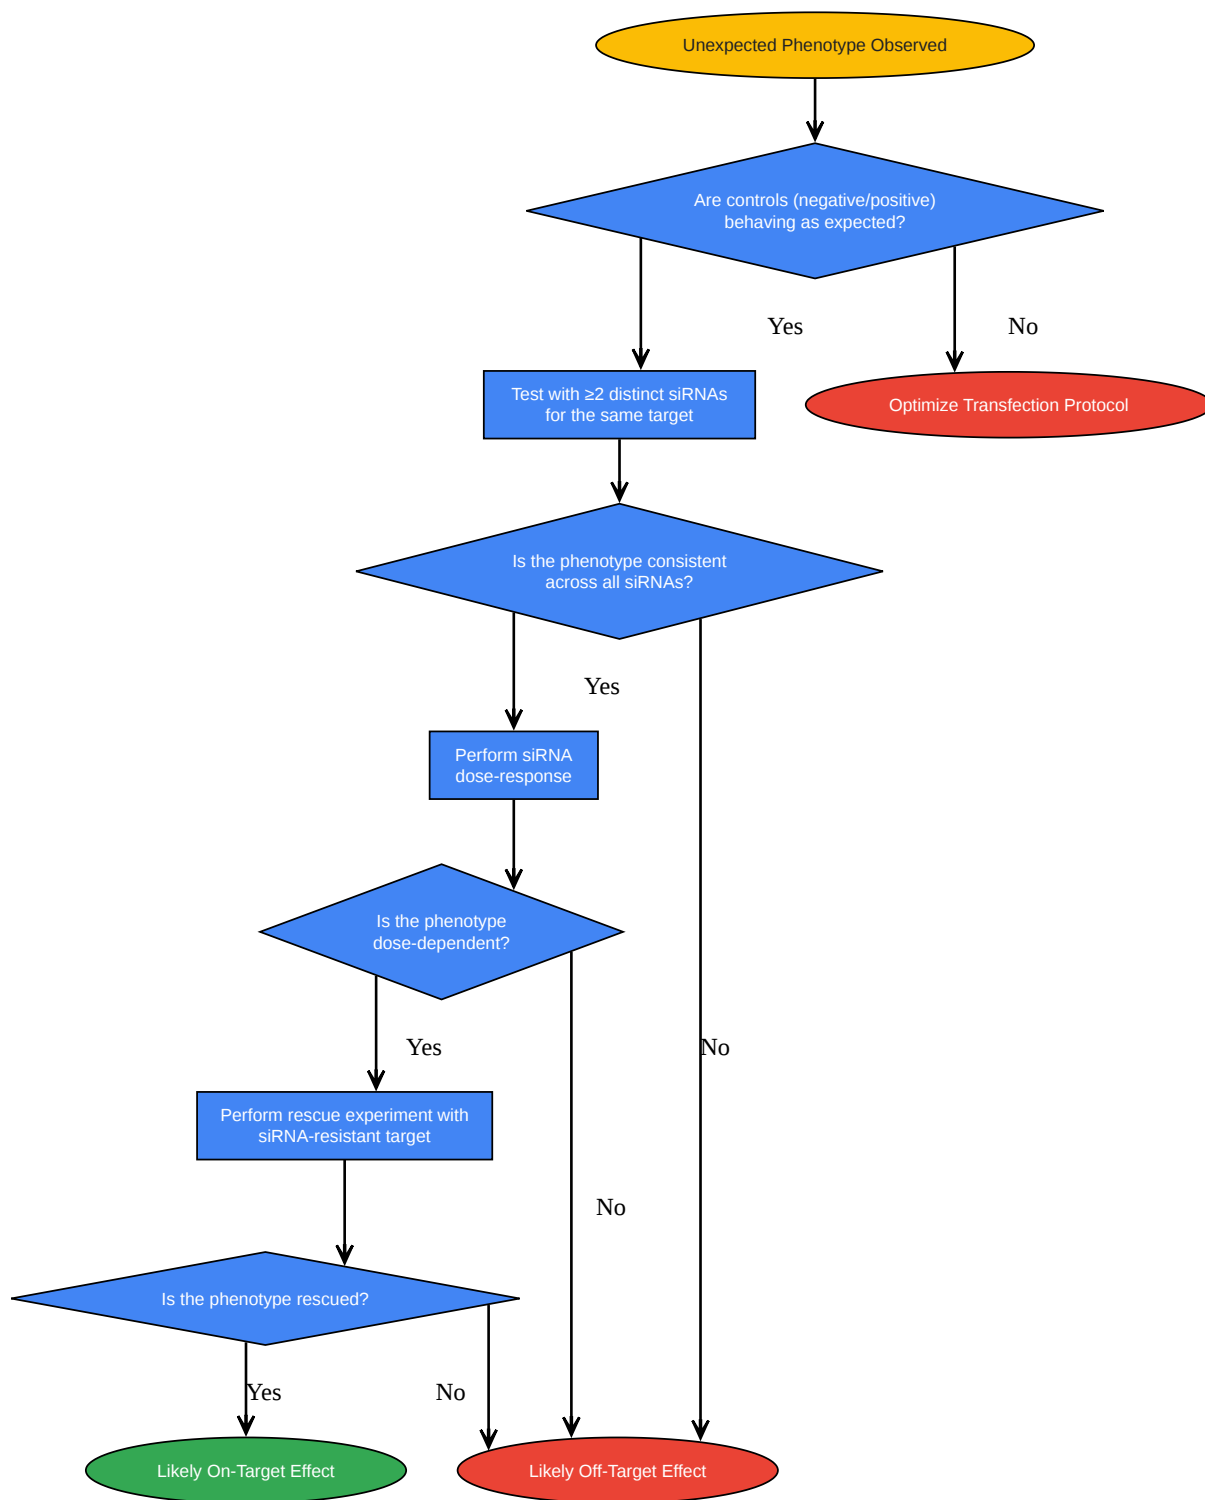 Unexpected Phenotype Observed
Are controls (negative/positive)
behaving as expected?
Yes
No
Test with ≥2 distinct siRNAs
for the same target
Optimize Transfection Protocol
Is the phenotype consistent
across all siRNAs?
Yes
Perform siRNA
dose-response
Is the phenotype
dose-dependent?
Yes
No
Perform rescue experiment with
siRNA-resistant target
No
Is the phenotype rescued?
Yes
No
Likely On-Target Effect
Likely Off-Target Effect